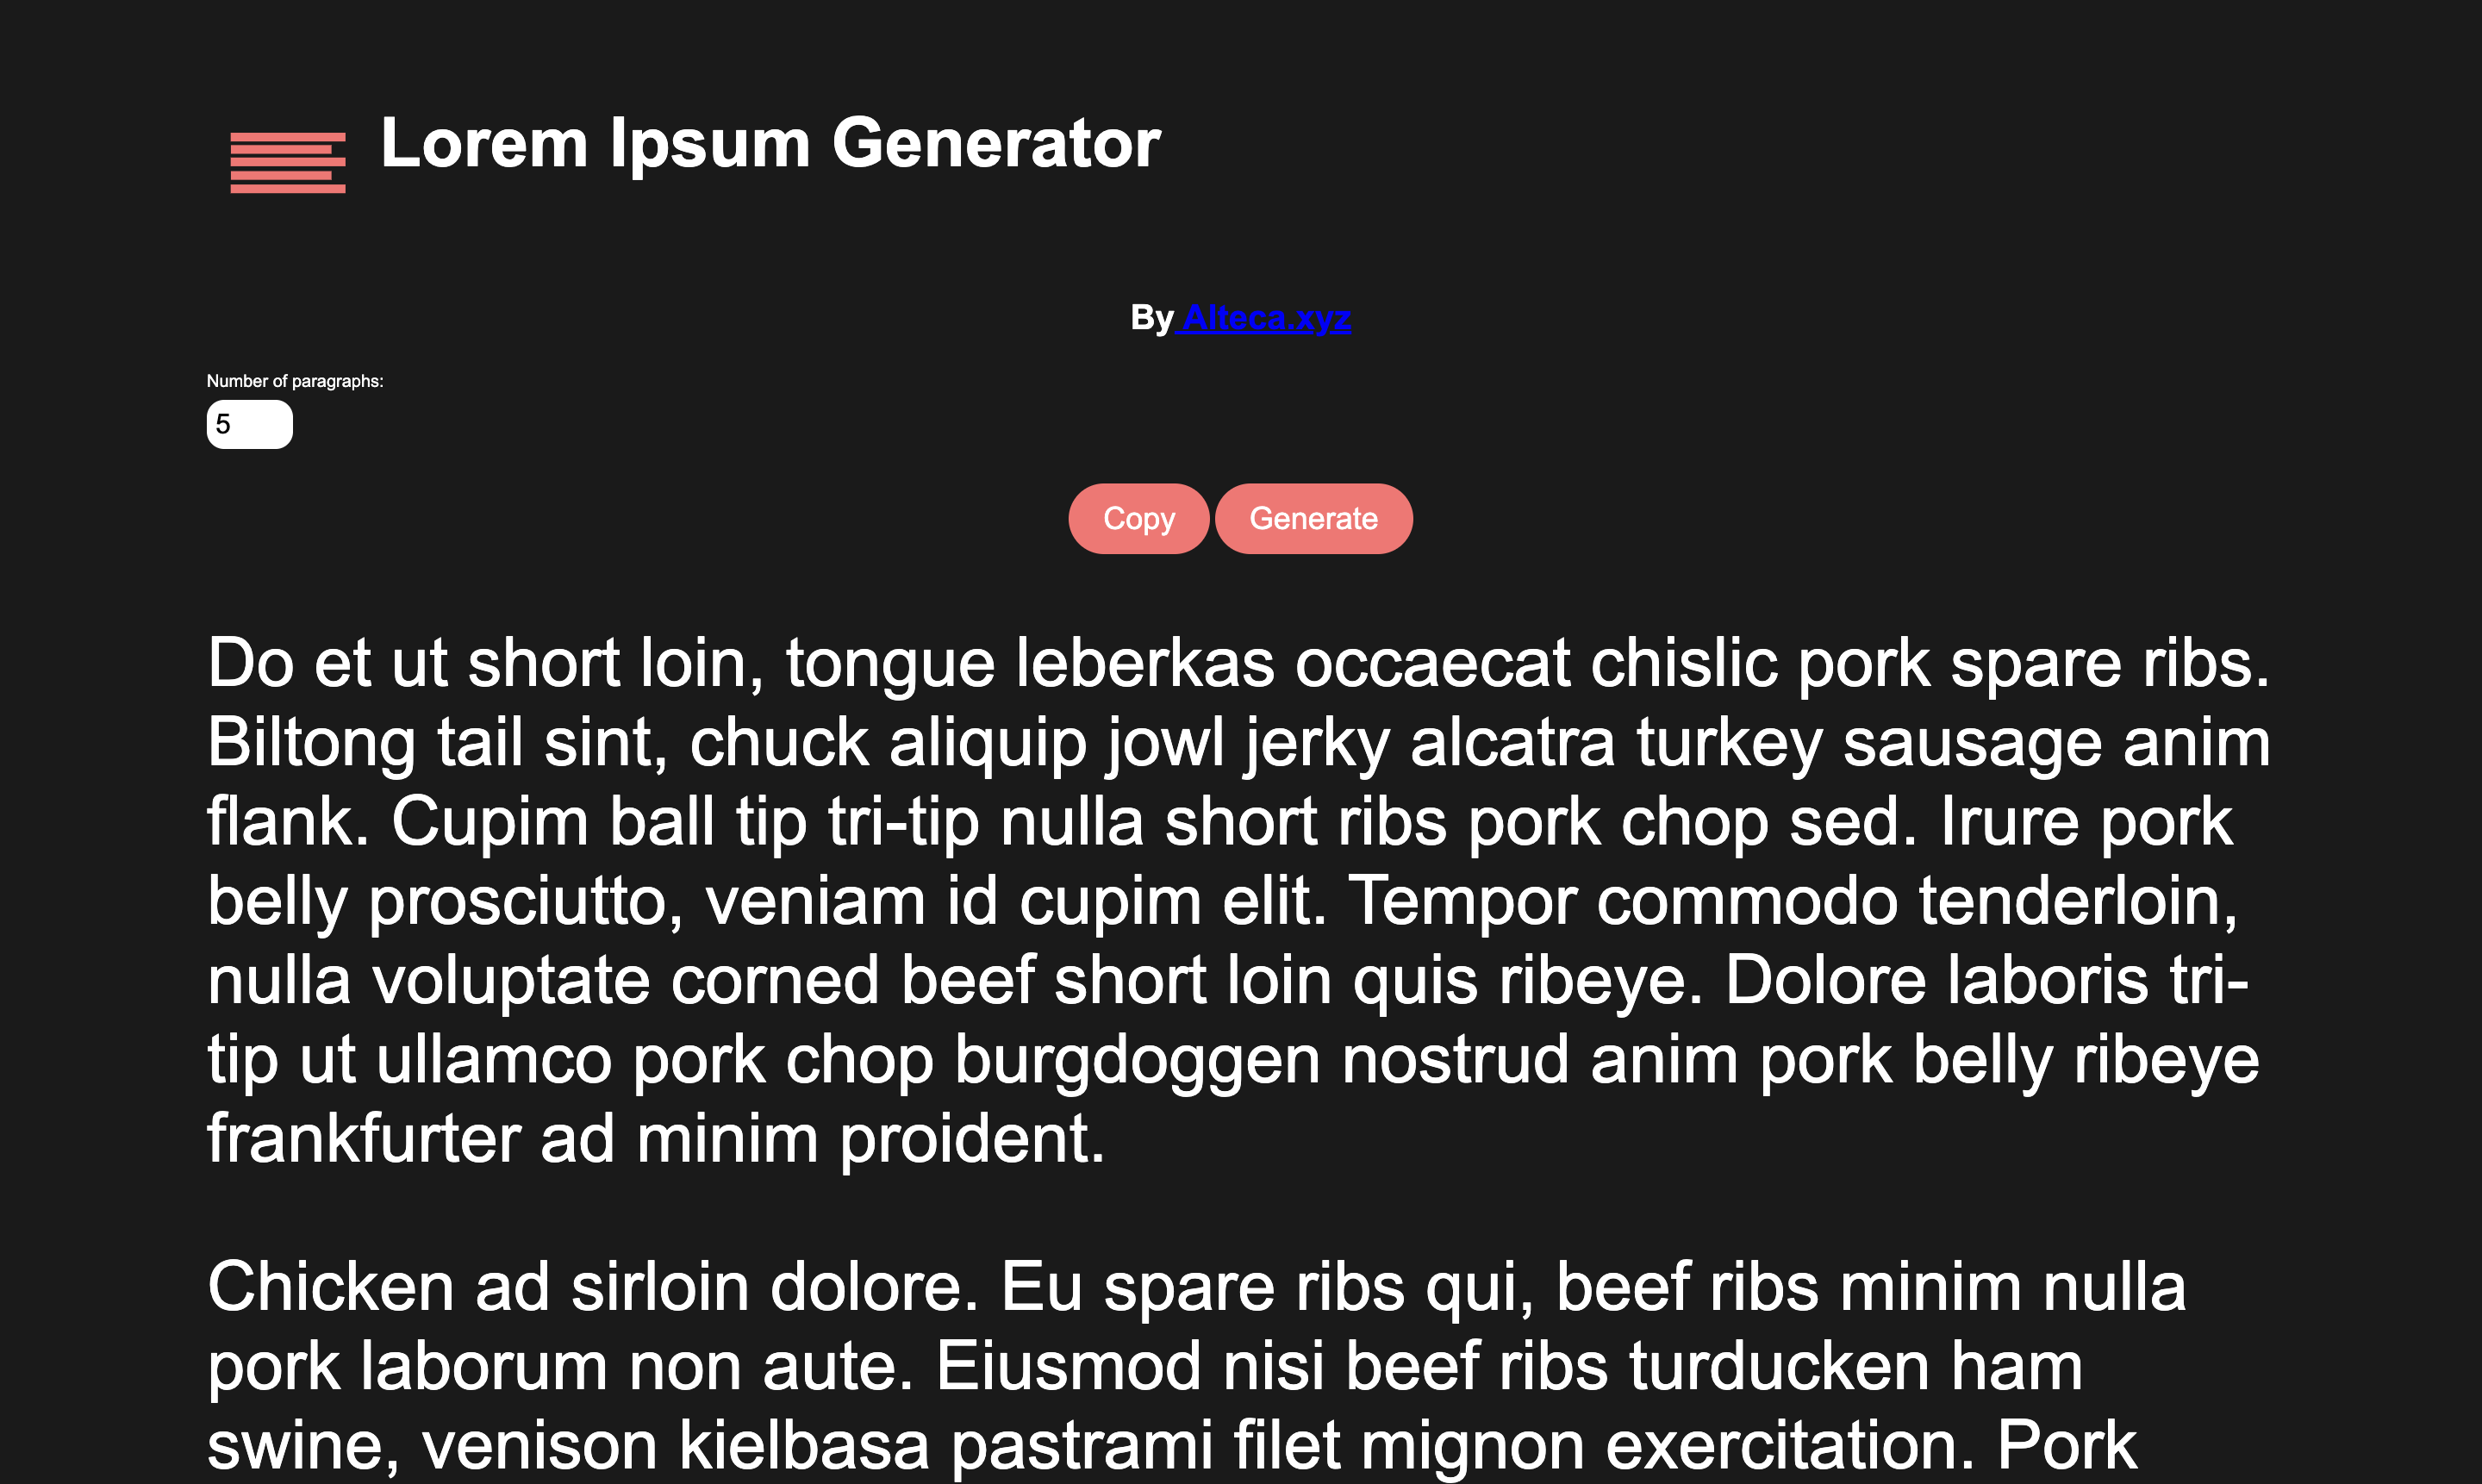 Lorem Ipsum Generator
By Alteca.xyz
Number of paragraphs:
5
Copy
Generate
Do et ut short loin, tongue leberkas occaecat chislic pork spare ribs.
Biltong tail sint, chuck aliquip jowl jerky alcatra turkey sausage anim
flank. Cupim ball tip tri-tip nulla short ribs pork chop sed. Irure pork
belly prosciutto, veniam id cupim elit. Tempor commodo tenderloin,
nulla voluptate corned beef short loin quis ribeye. Dolore laboris tri-
tip ut ullamco pork chop burgdoggen nostrud anim pork belly ribeye
frankfurter ad minim proident.
Chicken ad sirloin dolore. Eu spare ribs qui, beef ribs minim nulla
pork laborum non aute. Eiusmod nisi beef ribs turducken ham
swine, venison kielbasa pastrami filet mignon exercitation. Pork